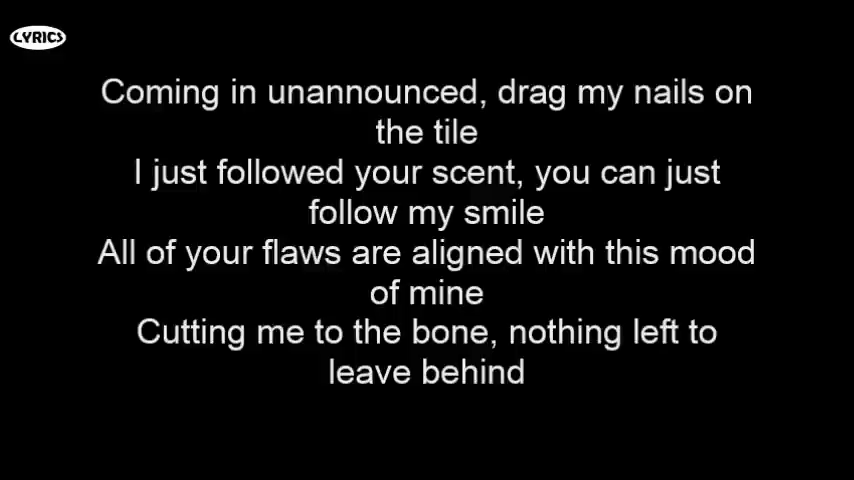 LYRICS
Coming in unannounced, drag my nails on
the tile
I just followed your scent, you can just
follow my smile
All of your flaws are aligned with this mood
of mine
Cutting me to the bone, nothing left to
leave behind